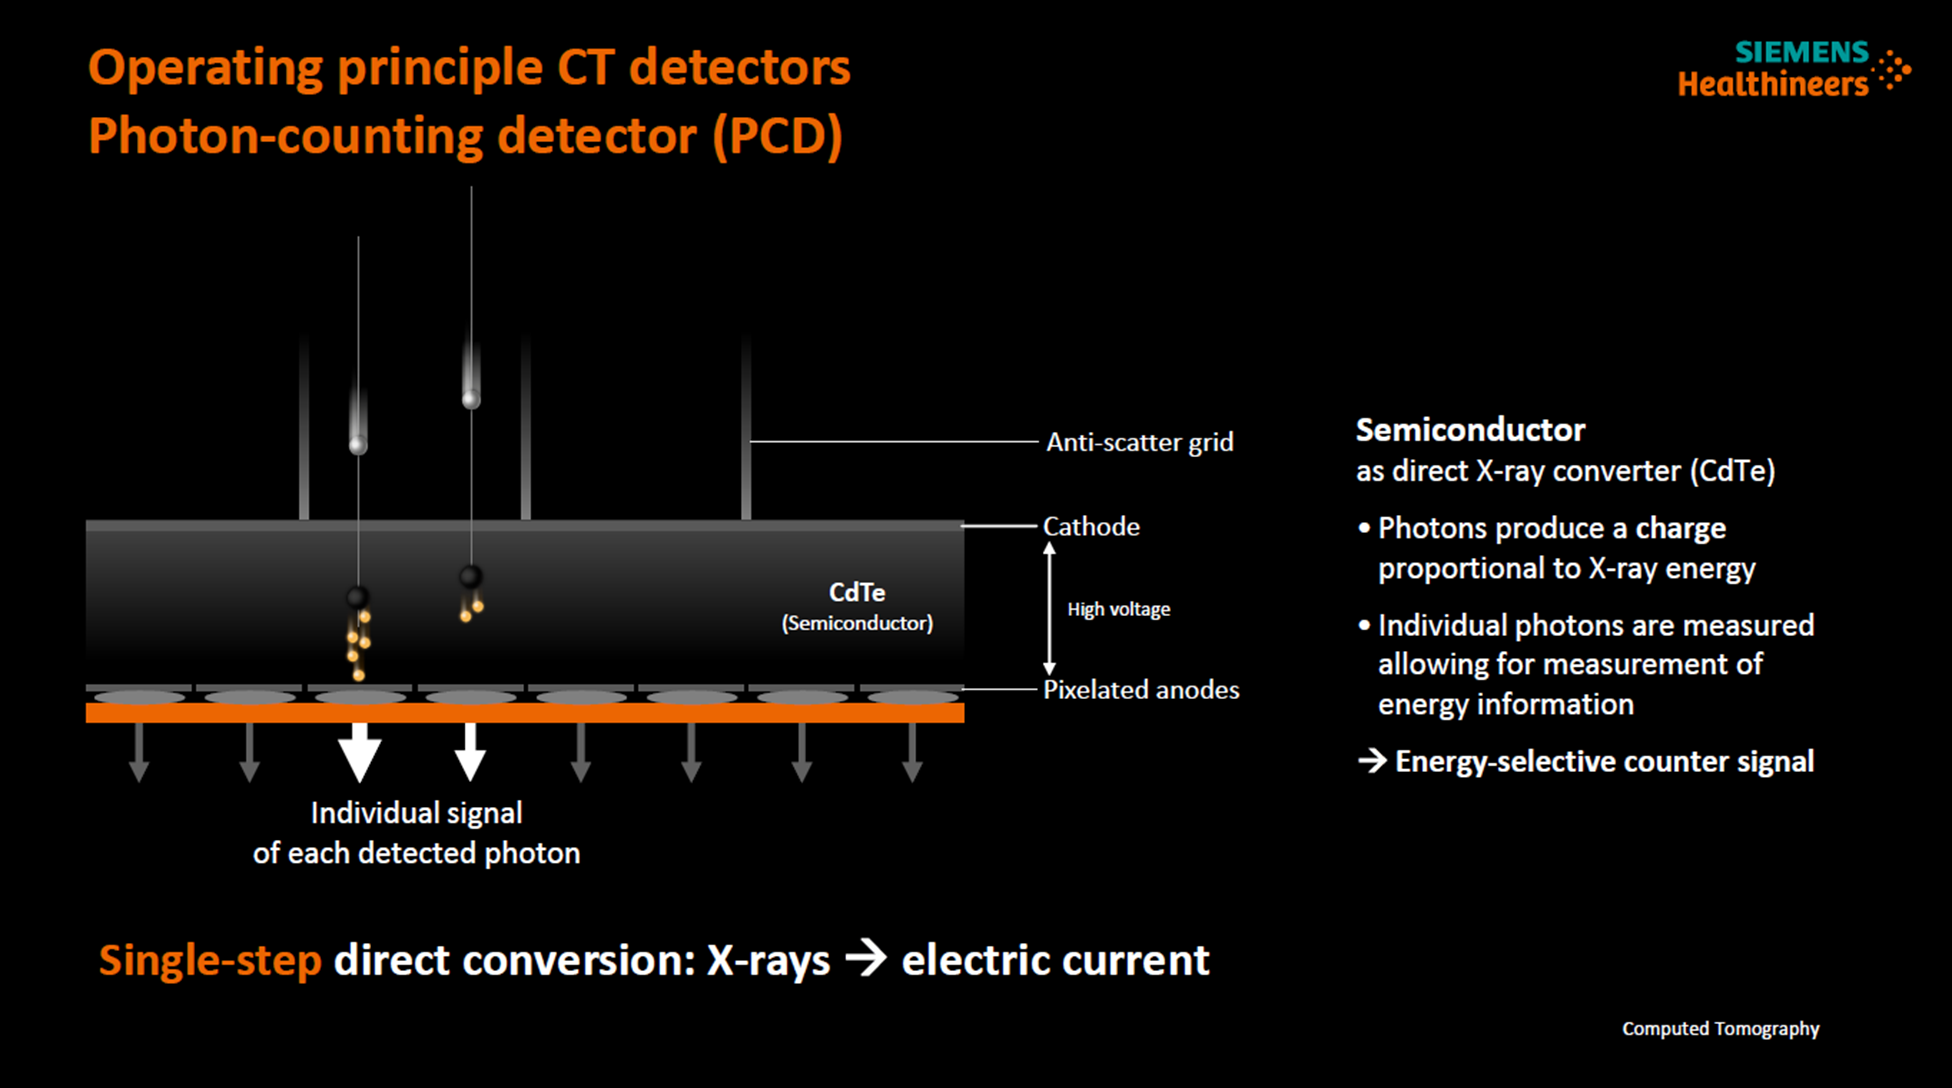 Operating principle CT detectors
Photon-counting detector (PCD)
SIEMENS
Healthineers
Anti-scatter grid
Cathode
CdTe
(Semiconductor)
High voltage
Pixelated anodes
Individual signal
of each detected photon
Semiconductor
as direct X-ray converter (CdTe)
• Photons produce a charge
proportional to X-ray energy
• Individual photons are measured
allowing for measurement of
energy information
→ Energy-selective counter signal
Single-step direct conversion: X-rays → electric current
Computed Tomography